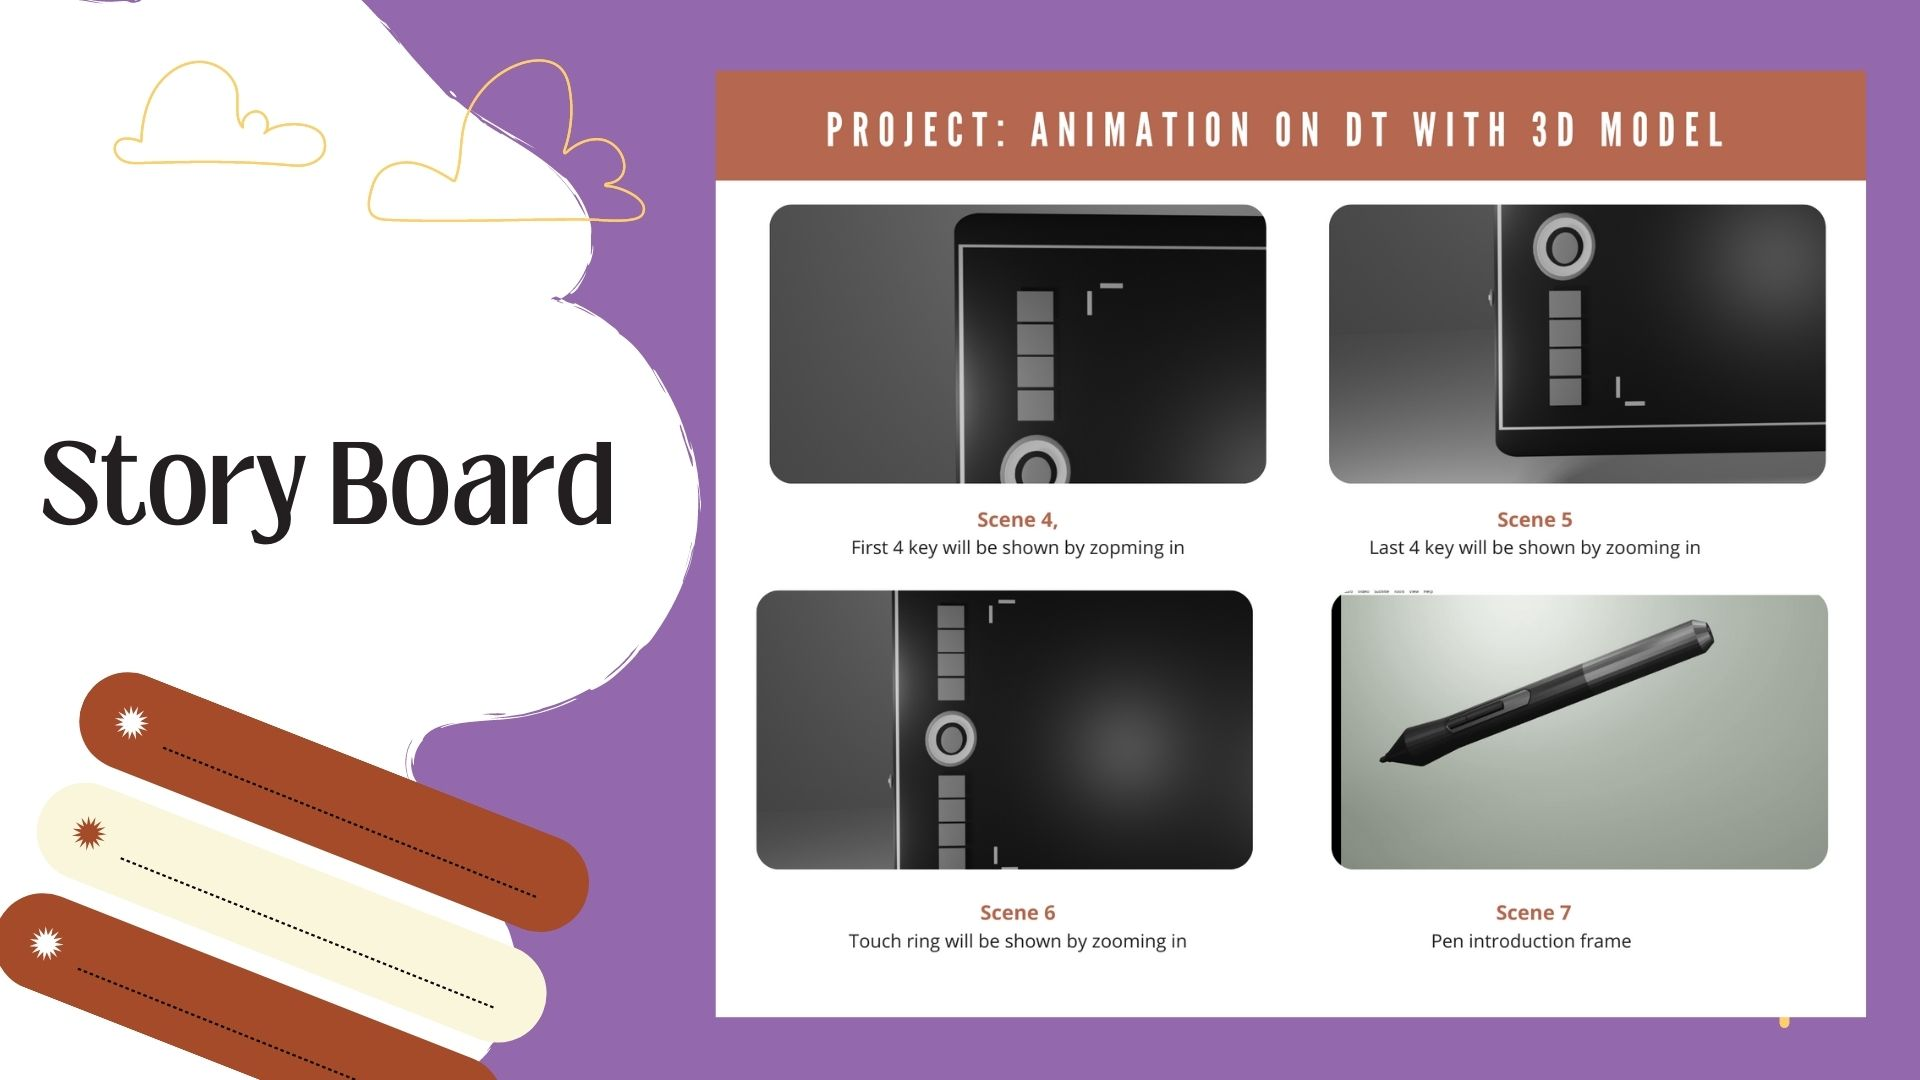 Story Board
PROJECT: ANIMATION ON DT WITH 3D MODEL
Scene 4,
First 4 key will be shown by zopming in
Scene 5
Last 4 key will be shown by zooming in
Scene 6
Touch ring will be shown by zooming in
Scene 7
Pen introduction frame